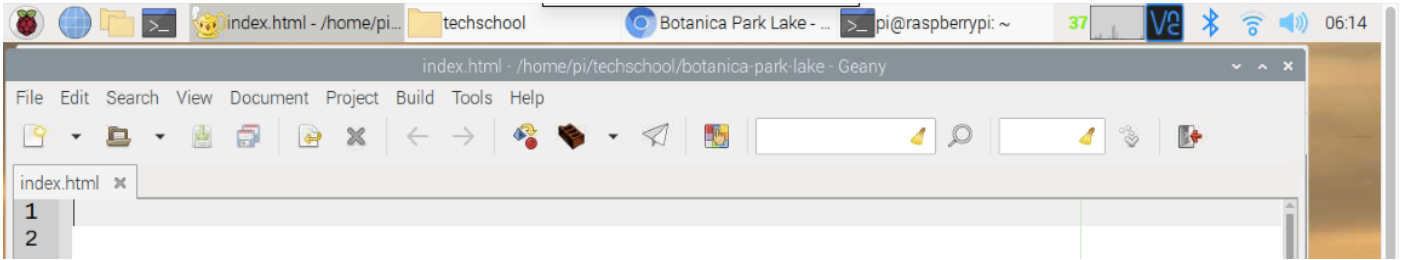 index.html - /home/pi... techschool Botanica Park Lake - ... pi@raspberrypi: ~ 37 06:14
index.html - /home/pi/techschool/botanica-park-lake - Geany
File Edit Search View Document Project Build Tools Help
index.html
1
2